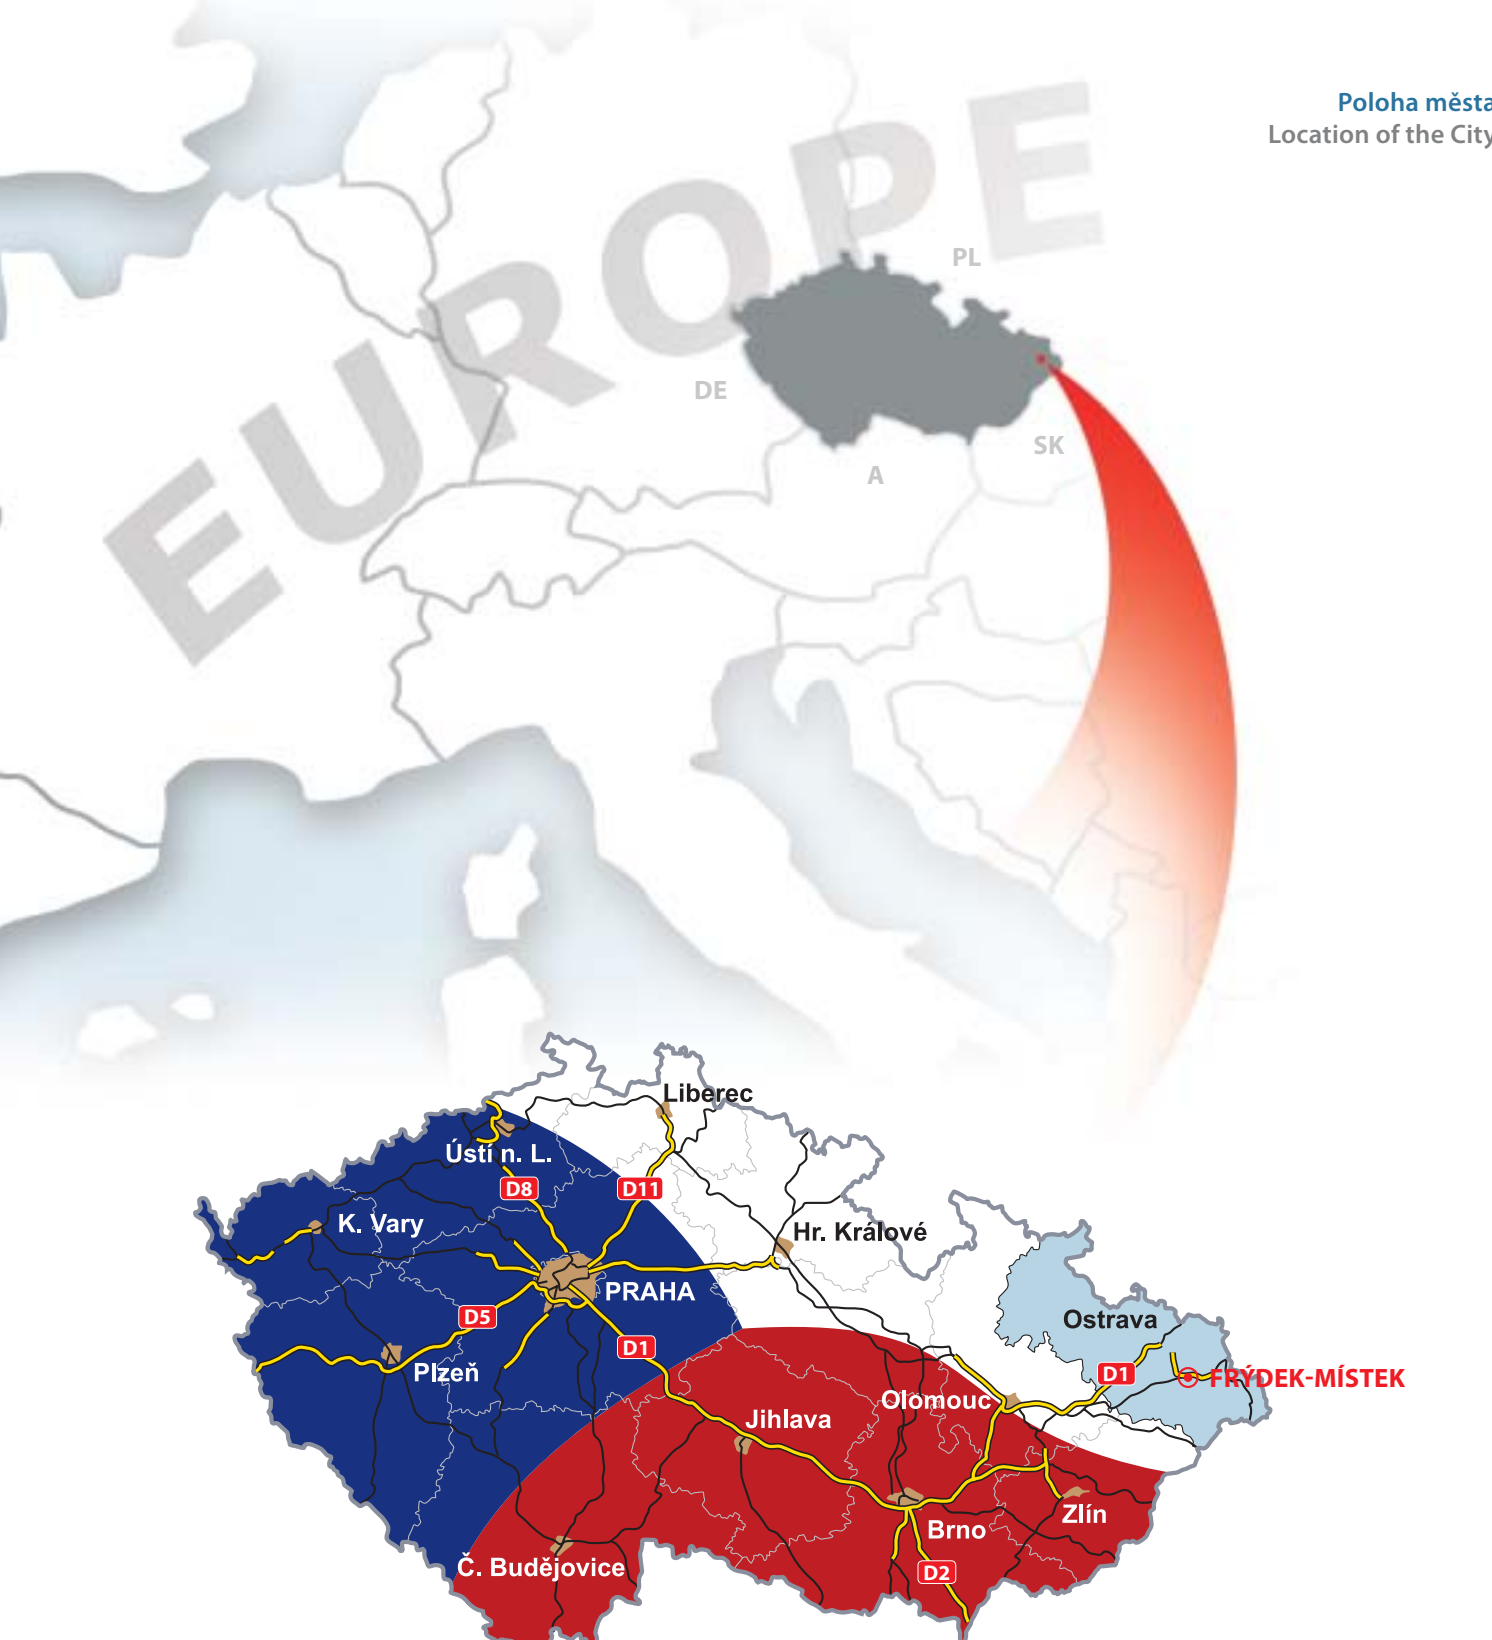 Poloha města
Location of the City
EUROPE
PL
DE
SK
A
Liberec
Ústí n. L.
D8
D11
K. Vary
Hr. Králové
PRAHA
D5
Ostrava
D1
Plzeň
D1
FRÝDEK-MÍSTEK
Olomouc
Jihlava
Zlín
Brno
Č. Budějovice
D2